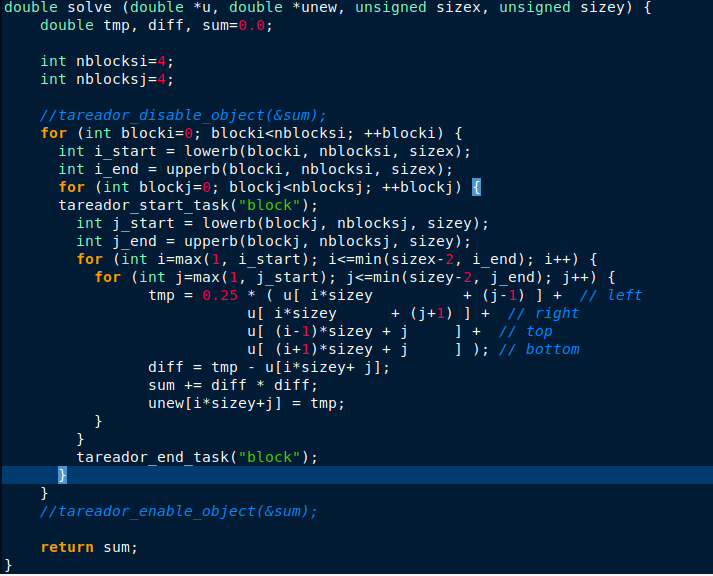 double solve (double *u, double *unew, unsigned sizex, unsigned sizey) {
    double tmp, diff, sum=0.0;

    int nblocksi=4;
    int nblocksj=4;

    //tareador_disable_object(&sum);
    for (int blocki=0; blocki<nblocksi; ++blocki) {
      int i_start = lowerb(blocki, nblocksi, sizex);
      int i_end = upperb(blocki, nblocksi, sizex);
      for (int blockj=0; blockj<nblocksj; ++blockj) {
      tareador_start_task("block");
        int j_start = lowerb(blockj, nblocksj, sizey);
        int j_end = upperb(blockj, nblocksj, sizey);
        for (int i=max(1, i_start); i<=min(sizex-2, i_end); i++) {
          for (int j=max(1, j_start); j<=min(sizey-2, j_end); j++) {
                tmp = 0.25 * ( u[ i*sizey          + (j-1) ] +  // left
                           u[ i*sizey      + (j+1) ] +  // right
                           u[ (i-1)*sizey + j     ] +  // top
                           u[ (i+1)*sizey + j     ] ); // bottom
                diff = tmp - u[i*sizey+ j];
                sum += diff * diff;
                unew[i*sizey+j] = tmp;
          }
        }
        tareador_end_task("block");
      }
    }
    //tareador_enable_object(&sum);

    return sum;
}